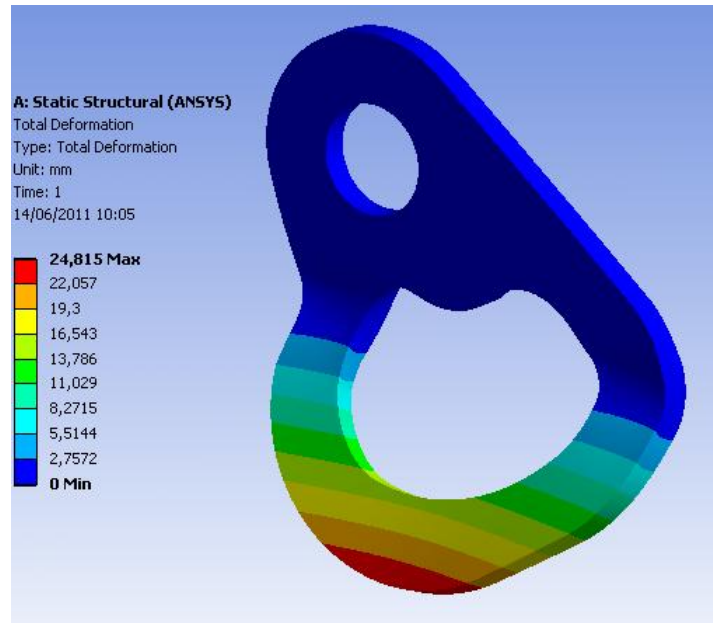 A: Static Structural (ANSYS)
Total Deformation
Type: Total Deformation
Unit: mm
Time: 1
14/06/2011 10:05
24,815 Max
22,057
19,3
16,543
13,786
11,029
8,2715
5,5144
2,7572
0 Min